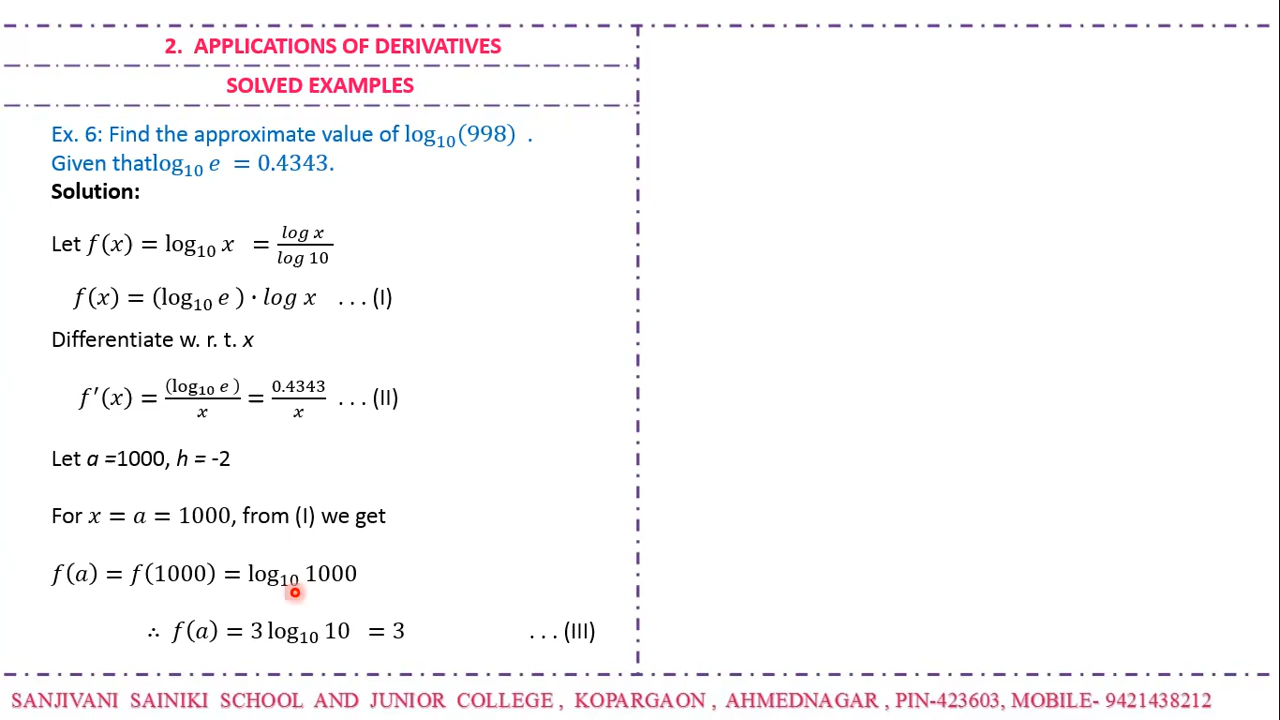 2. APPLICATIONS OF DERIVATIVES
SOLVED EXAMPLES
Ex. 6: Find the approximate value of log₁₀(998) .
Given thatlog₁₀ e = 0.4343.
Solution:
Let f(x) = log₁₀ x = log x / log 10
f(x) = (log₁₀ e ) · log x . . . (I)
Differentiate w. r. t. x
f′(x) = (log₁₀ e ) / x = 0.4343 / x . . . (II)
Let a =1000, h = -2
For x = a = 1000, from (I) we get
f(a) = f(1000) = log₁₀ 1000
∴ f(a) = 3 log₁₀ 10 = 3 . . . (III)
SANJIVANI SAINIKI SCHOOL AND JUNIOR COLLEGE , KOPARGAON , AHMEDNAGAR , PIN-423603, MOBILE- 9421438212